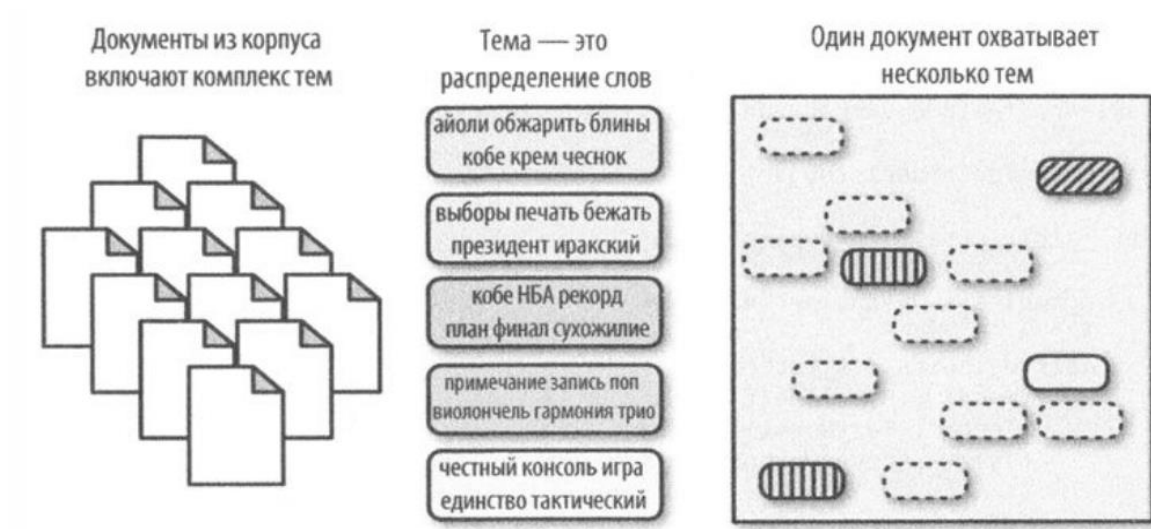 Документы из корпуса
включают комплекс тем
Тема — это
распределение слов
айоли обжарить блины
кобе крем чеснок
выборы печать бежать
президент иракский
кобе НБА рекорд
план финал сухожилие
примечание запись поп
виолончель гармония трио
честный консоль игра
единство тактический
Один документ охватывает
несколько тем